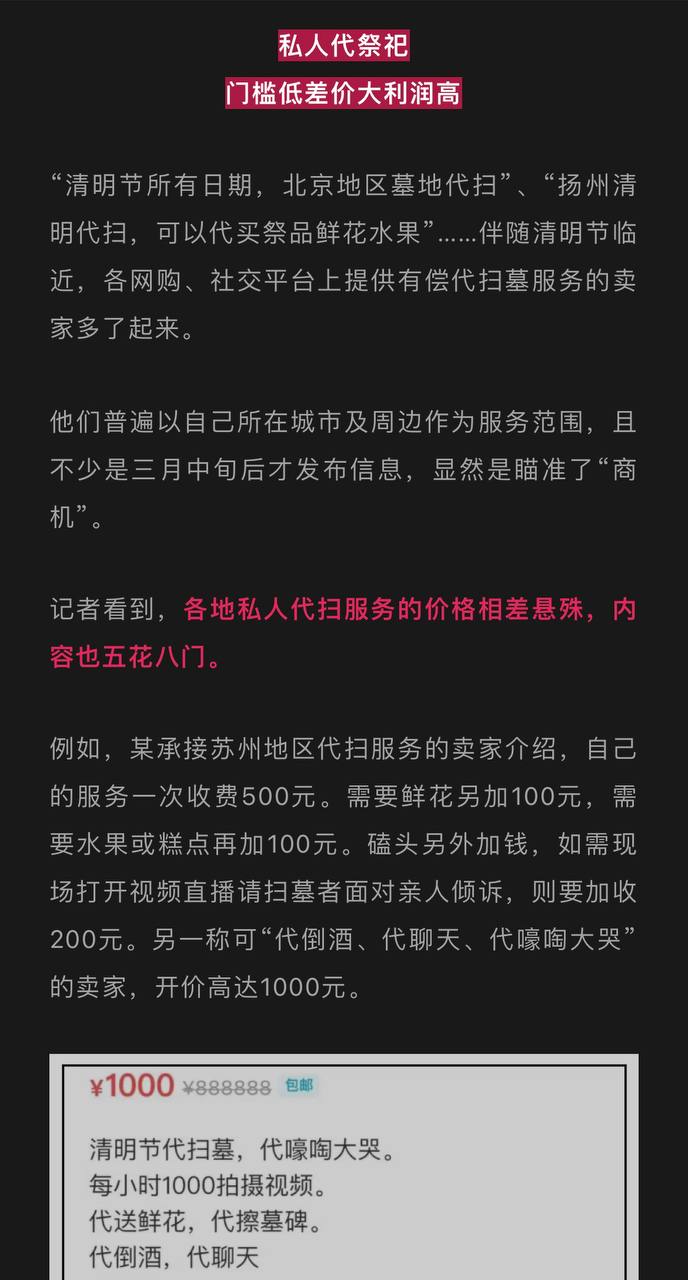 私人代祭祀
门槛低差价大利润高
“清明节所有日期，北京地区墓地代扫”、“扬州清
明代扫，可以代买祭品鲜花水果”……伴随清明节临
近，各网购、社交平台上提供有偿代扫墓服务的卖
家多了起来。
他们普遍以自己所在城市及周边作为服务范围，且
不少是三月中旬后才发布信息，显然是瞄准了“商
机”。
记者看到，各地私人代扫服务的价格相差悬殊，内
容也五花八门。
例如，某承接苏州地区代扫服务的卖家介绍，自己
的服务一次收费500元。需要鲜花另加100元，需
要水果或糕点再加100元。磕头另外加钱，如需现
场打开视频直播请扫墓者面对亲人倾诉，则要加收
200元。另一称可“代倒酒、代聊天、代嚎啕大哭”
的卖家，开价高达1000元。
¥1000 ¥888888 包邮
清明节代扫墓，代嚎啕大哭。
每小时1000拍摄视频。
代送鲜花，代擦墓碑。
代倒酒，代聊天